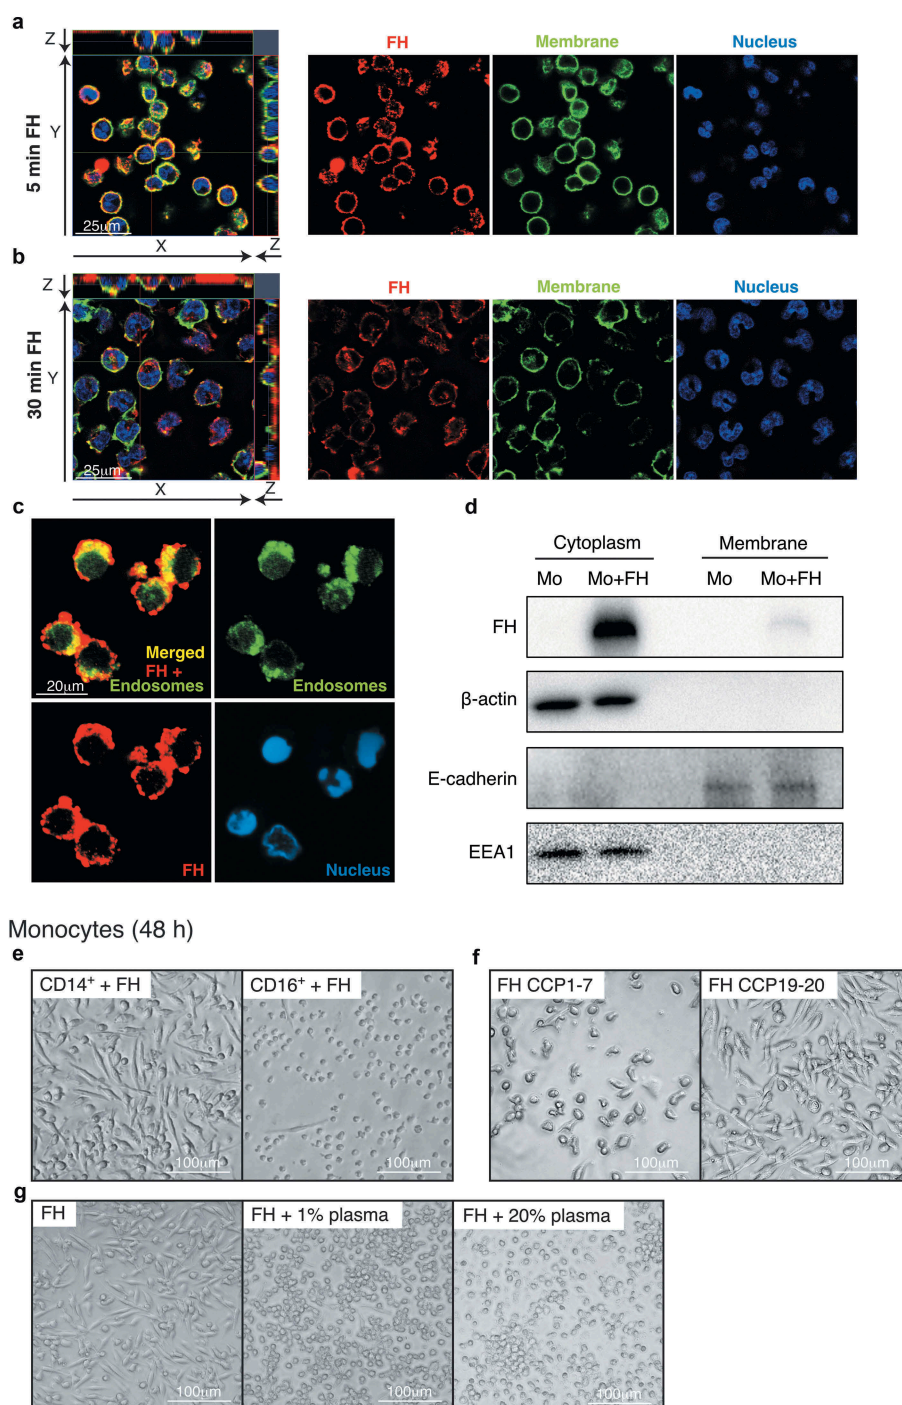 a
Z
FH
Membrane
Nucleus
5 min FH
Y
25μm
X
Z
b
Z
FH
Membrane
Nucleus
30 min FH
Y
25μm
X
Z
c
Merged
FH +
Endosomes
20μm
Endosomes
FH
Nucleus
d
Cytoplasm
Membrane
Mo
Mo+FH
Mo
Mo+FH
FH
β-actin
E-cadherin
EEA1
Monocytes (48 h)
e
CD14⁺ + FH
100μm
CD16⁺ + FH
100μm
f
FH CCP1-7
100μm
FH CCP19-20
100μm
g
FH
100μm
FH + 1% plasma
100μm
FH + 20% plasma
100μm